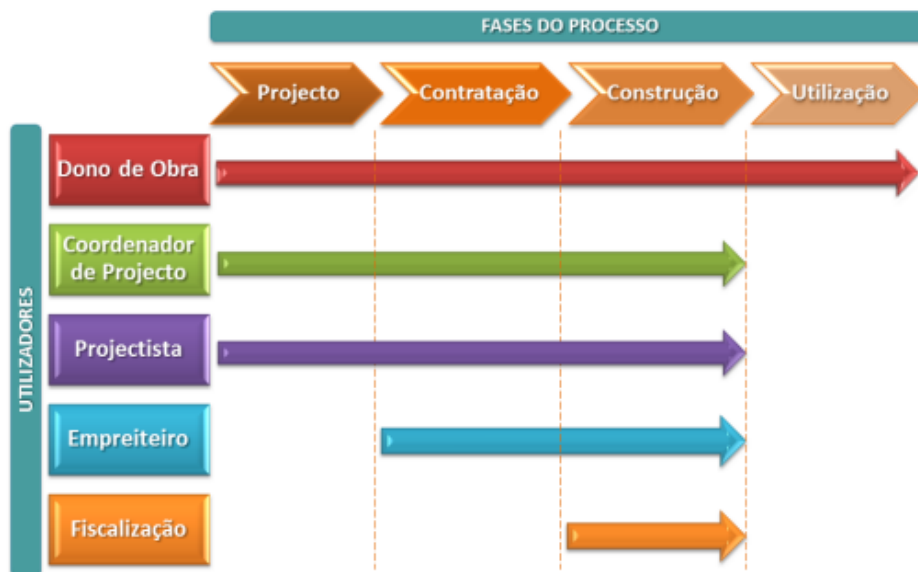 FASES DO PROCESSO
Projecto
Contratação
Construção
Utilização
UTILIZADORES
Dono de Obra
Coordenador
de Projecto
Projectista
Empreiteiro
Fiscalização